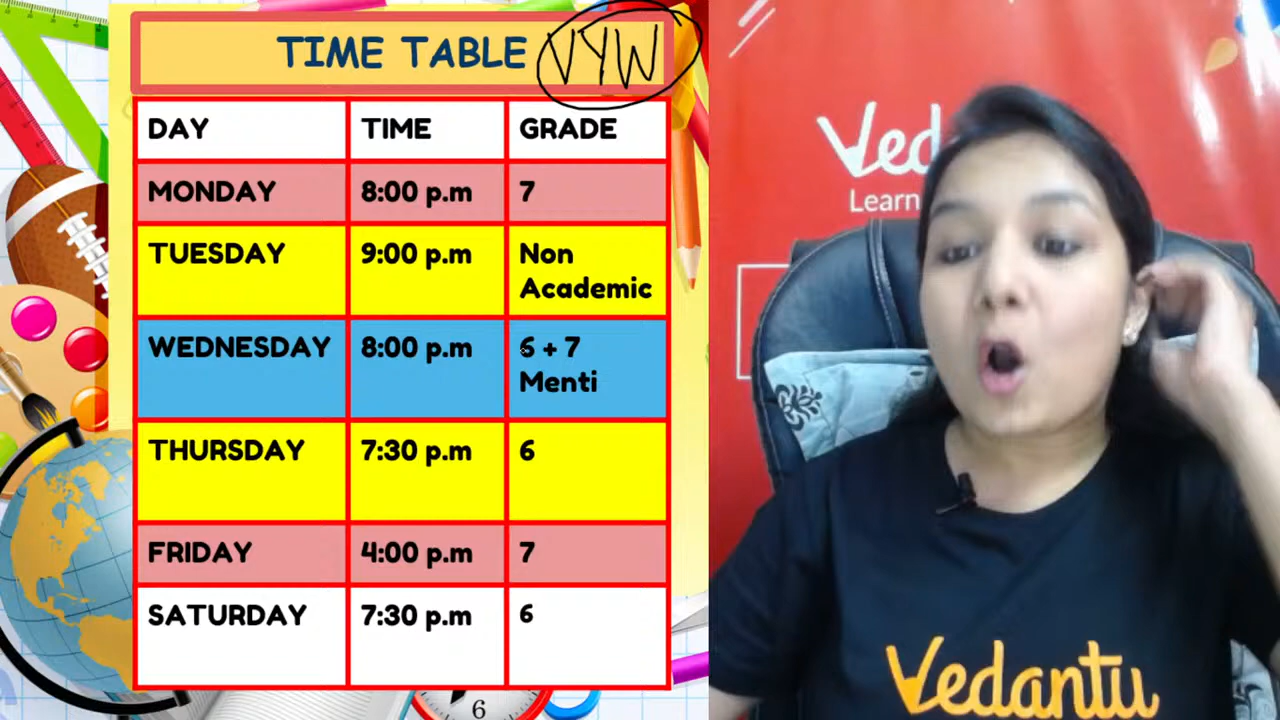 TIME TABLE VYW
DAY TIME GRADE
MONDAY 8:00 p.m 7
TUESDAY 9:00 p.m Non
Academic
WEDNESDAY 8:00 p.m 6 + 7
Menti
THURSDAY 7:30 p.m 6
FRIDAY 4:00 p.m 7
SATURDAY 7:30 p.m 6
6
Ved
Learn
Vedantu